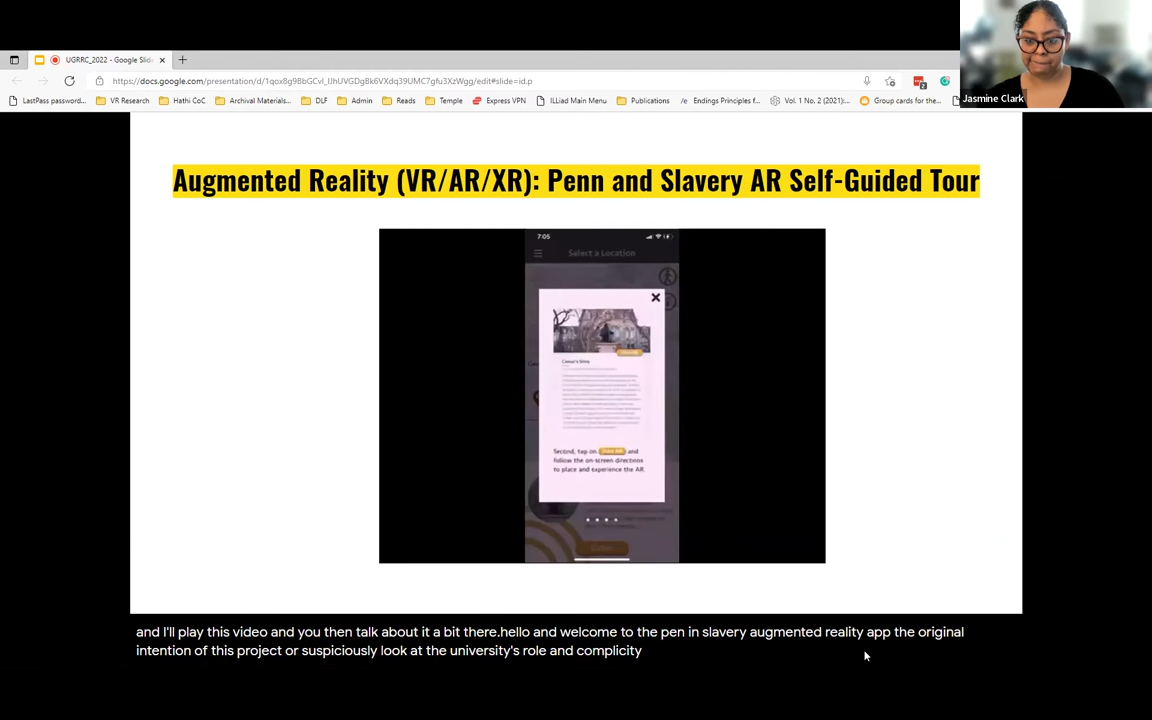 UGRRC_2022 - Google Slid
https://docs.google.com/presentation/d/1qox8g9BbGCvl_IJhUVGDgBk6VXdq39UMC7gfu3XzWgg/edit#slide=id.p
LastPass password... VR Research Hathi CoC Archival Materials... DLF Admin Reads Temple Express VPN ILLiad Main Menu Publications Endings Principles f... Vol. 1 No. 2 (2021):... Group cards for the...
Jasmine Clark
Augmented Reality (VR/AR/XR): Penn and Slavery AR Self-Guided Tour
7:05
Select a Location
Second, tap on View AR and
follow the on-screen directions
to place and experience the AR.
and I'll play this video and you then talk about it a bit there.hello and welcome to the pen in slavery augmented reality app the original
intention of this project or suspiciously look at the university's role and complicity